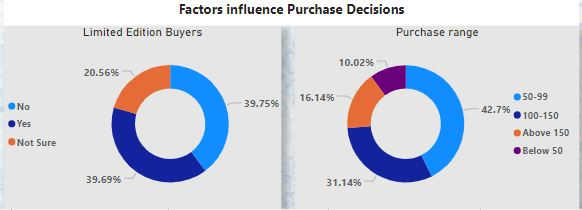 Factors influence Purchase Decisions
Limited Edition Buyers
20.56%
39.75%
39.69%
No
Yes
Not Sure
Purchase range
10.02%
16.14%
42.7%
31.14%
50-99
100-150
Above 150
Below 50